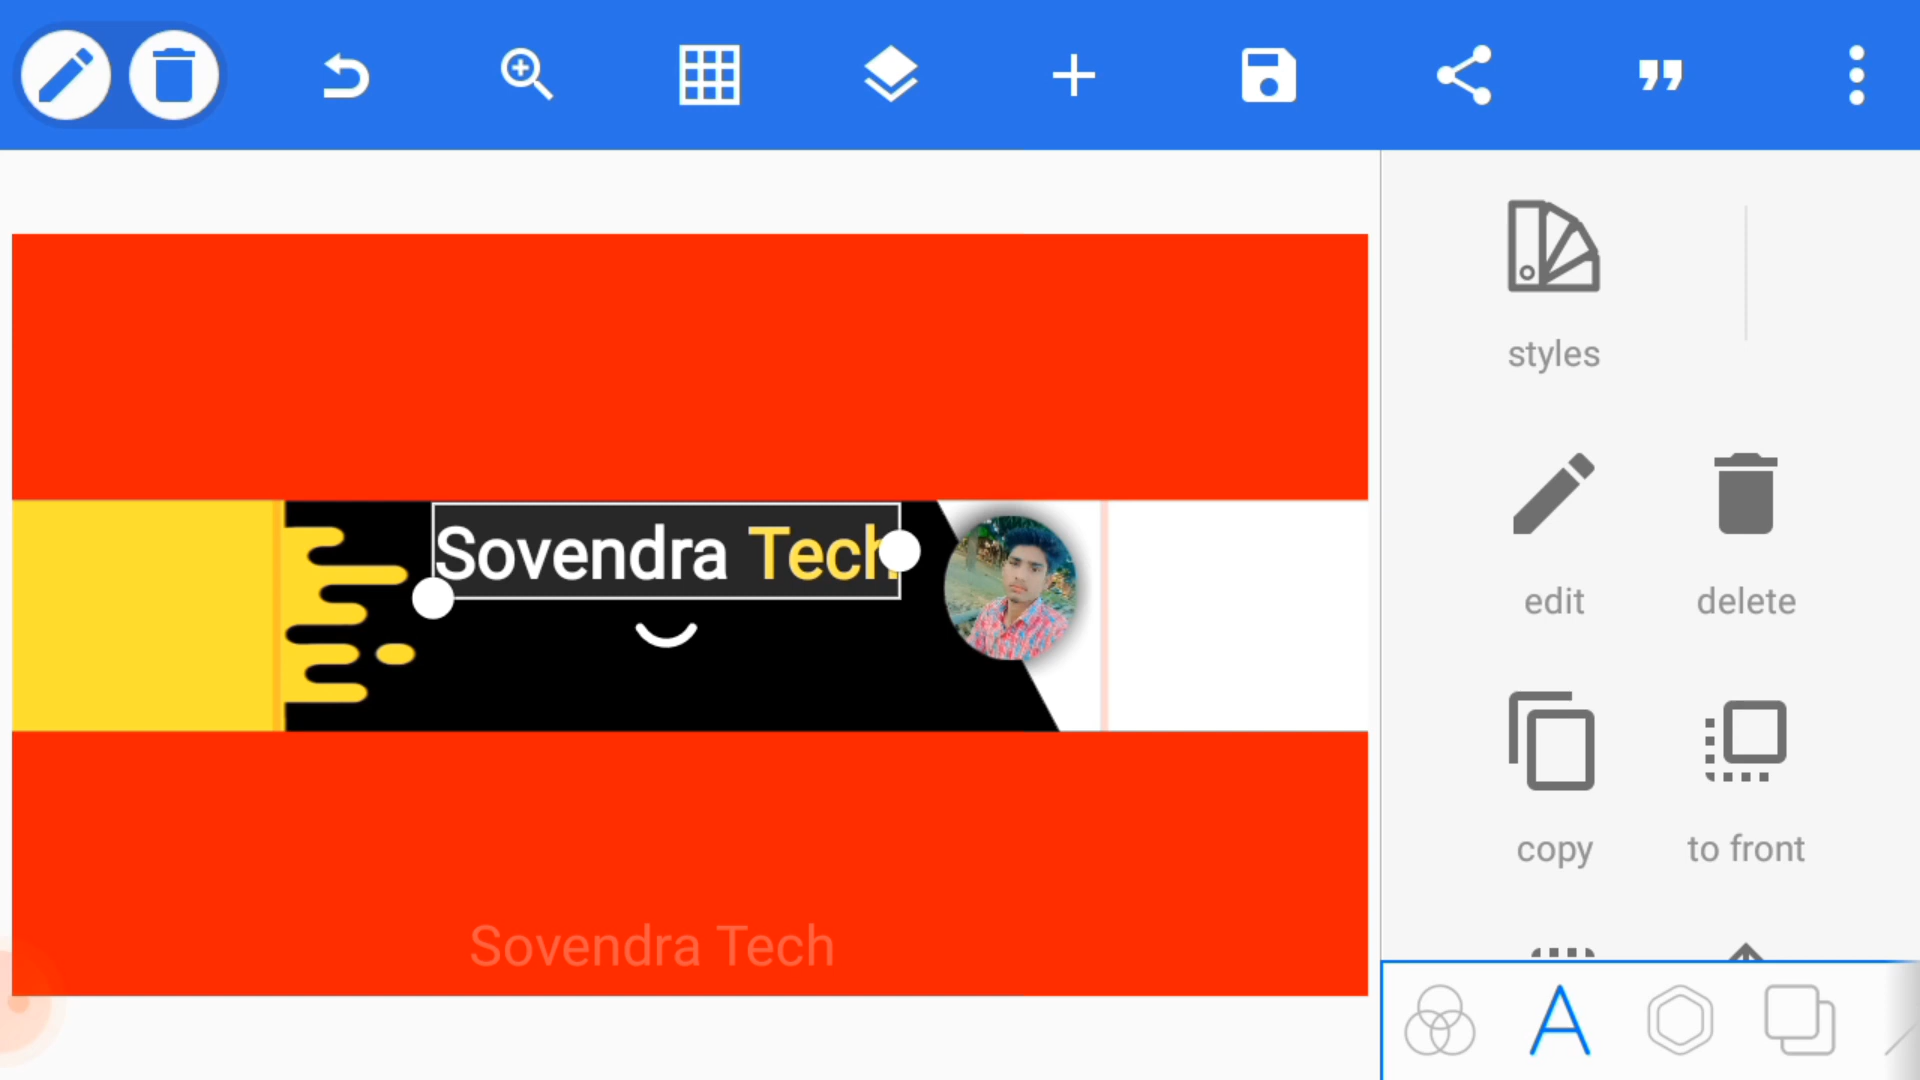 styles
Sovendra Tech
edit
delete
copy
to front
Sovendra Tech